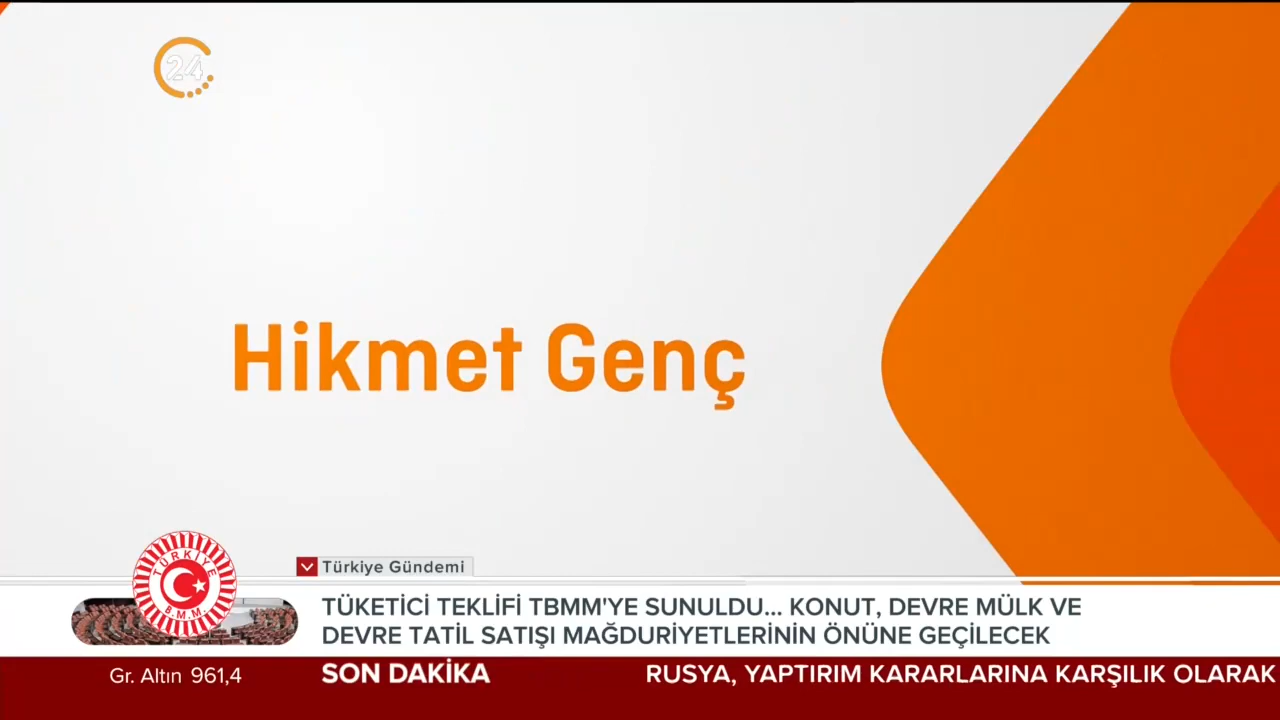 24
Hikmet Genç
Türkiye Gündemi
TÜRKİYE
B.M.M.
TÜKETİCİ TEKLİFİ TBMM'YE SUNULDU... KONUT, DEVRE MÜLK VE
DEVRE TATİL SATIŞI MAĞDURİYETLERİNİN ÖNÜNE GEÇİLECEK
Gr. Altın 961,4
SON DAKİKA
RUSYA, YAPTIRIM KARARLARINA KARŞILIK OLARAK